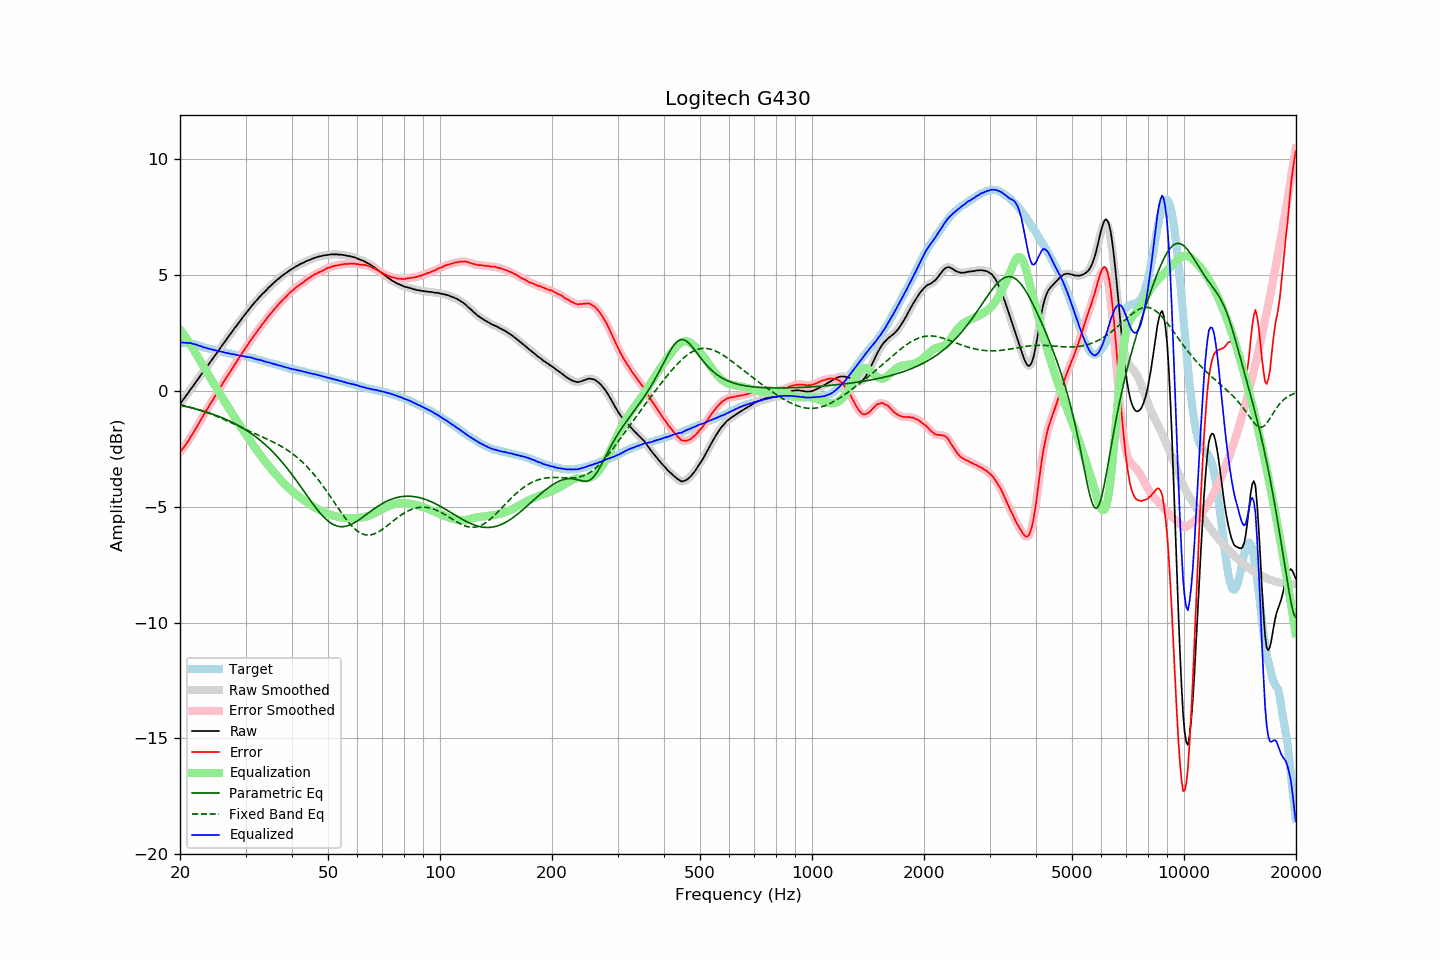 Logitech G430
Amplitude (dBr)
10
5
0
−5
−10
−15
−20
Target
Raw Smoothed
Error Smoothed
Raw
Error
Equalization
Parametric Eq
Fixed Band Eq
Equalized
20 50 100 200 500 1000 2000 5000 10000 20000
Frequency (Hz)